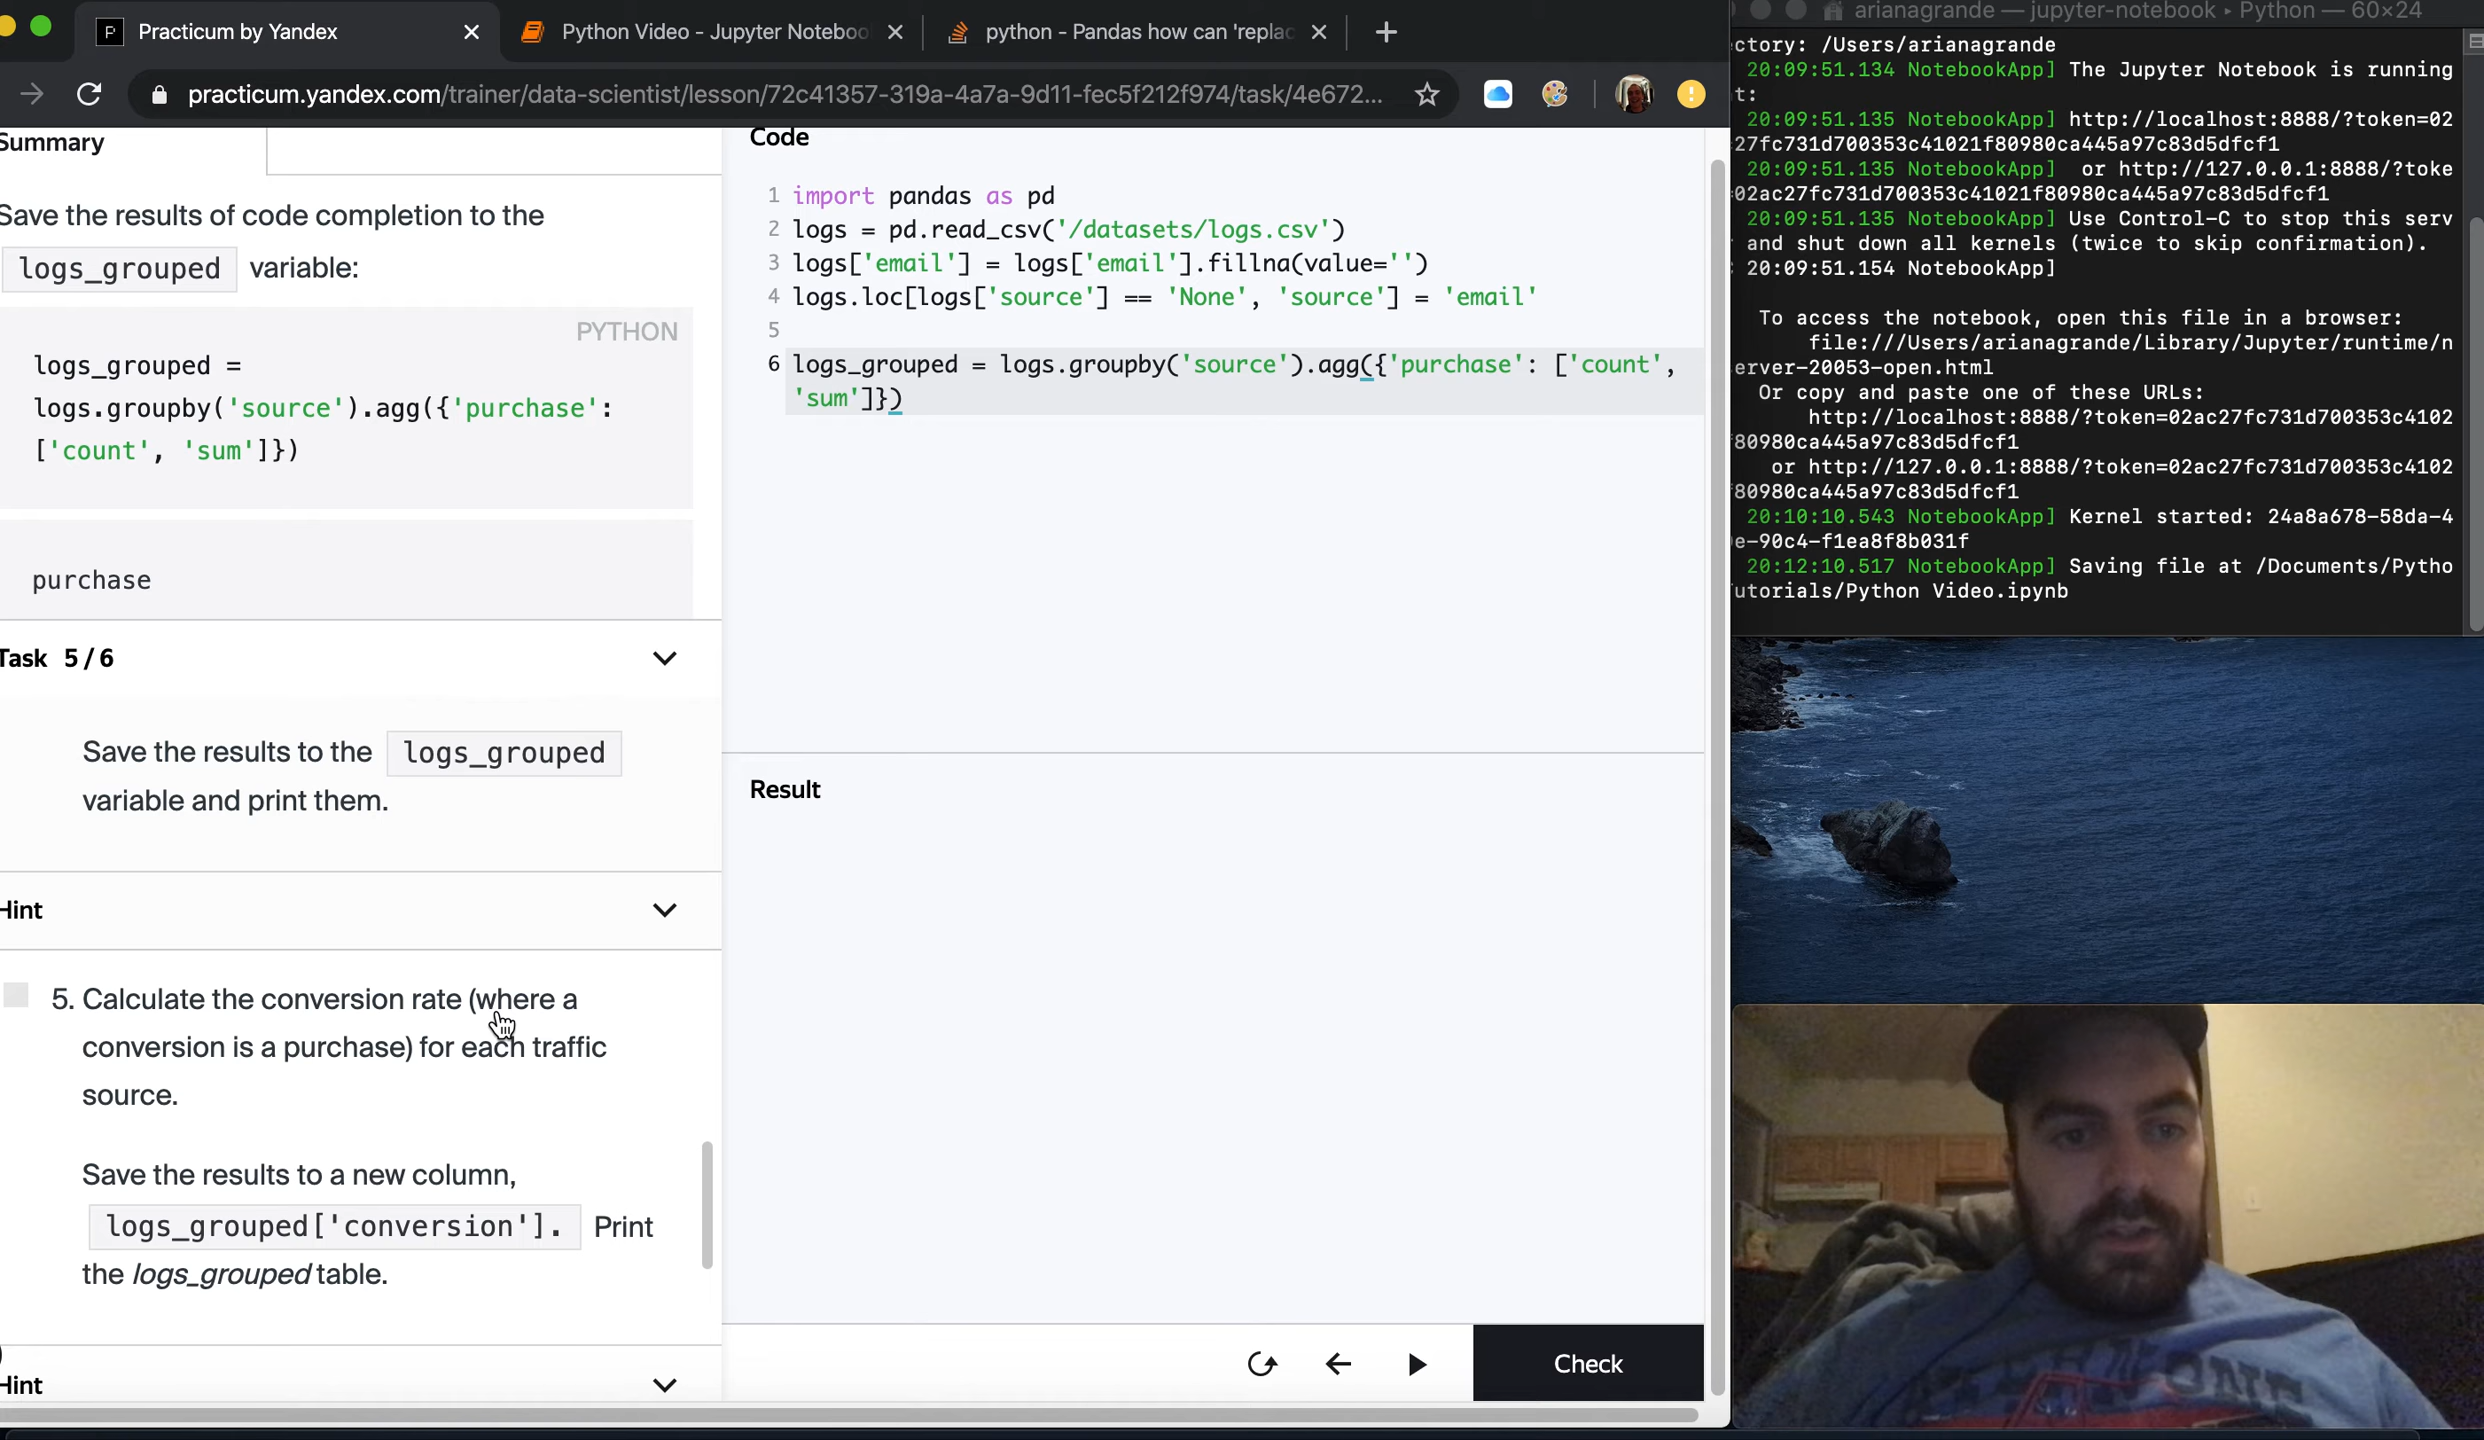 Practicum by Yandex
Python Video - Jupyter Noteboo
python - Pandas how can 'replac
practicum.yandex.com/trainer/data-scientist/lesson/72c41357-319a-4a7a-9d11-fec5f212f974/task/4e672...
Summary
Save the results of code completion to the
logs_grouped variable:
PYTHON
logs_grouped =
logs.groupby('source').agg({'purchase':
['count', 'sum']})
purchase
Task 5 / 6
Save the results to the logs_grouped
variable and print them.
Hint
5. Calculate the conversion rate (where a
conversion is a purchase) for each traffic
source.
Save the results to a new column,
logs_grouped['conversion']. Print
the logs_grouped table.
Hint
Code
1 import pandas as pd
2 logs = pd.read_csv('/datasets/logs.csv')
3 logs['email'] = logs['email'].fillna(value='')
4 logs.loc[logs['source'] == 'None', 'source'] = 'email'
5
6 logs_grouped = logs.groupby('source').agg({'purchase': ['count',
'sum']})
Result
Check
arianagrande — jupyter-notebook ▸ Python — 60×24
ctory: /Users/arianagrande
20:09:51.134 NotebookApp] The Jupyter Notebook is running
t:
20:09:51.135 NotebookApp] http://localhost:8888/?token=02
27fc731d700353c41021f80980ca445a97c83d5dfcf1
20:09:51.135 NotebookApp] or http://127.0.0.1:8888/?toke
02ac27fc731d700353c41021f80980ca445a97c83d5dfcf1
20:09:51.135 NotebookApp] Use Control-C to stop this serv
and shut down all kernels (twice to skip confirmation).
20:09:51.154 NotebookApp]
To access the notebook, open this file in a browser:
file:///Users/arianagrande/Library/Jupyter/runtime/n
erver-20053-open.html
Or copy and paste one of these URLs:
http://localhost:8888/?token=02ac27fc731d700353c4102
f80980ca445a97c83d5dfcf1
or http://127.0.0.1:8888/?token=02ac27fc731d700353c4102
f80980ca445a97c83d5dfcf1
20:10:10.543 NotebookApp] Kernel started: 24a8a678-58da-4
e-90c4-f1ea8f8b031f
20:12:10.517 NotebookApp] Saving file at /Documents/Pytho
utorials/Python Video.ipynb